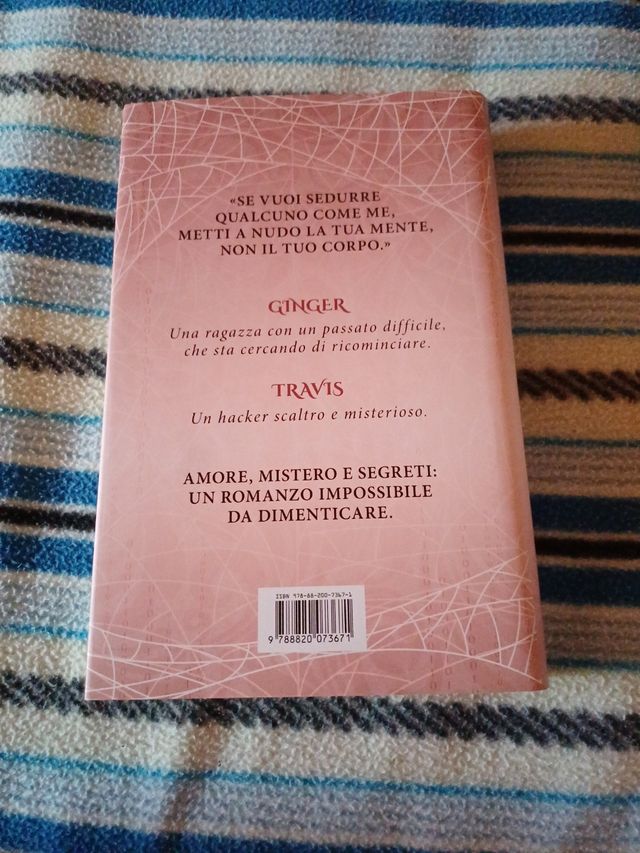 «SE VUOI SEDURRE
QUALCUNO COME ME,
METTI A NUDO LA TUA MENTE,
NON IL TUO CORPO.»
GINGER
Una ragazza con un passato difficile,
che sta cercando di ricominciare.
TRAVIS
Un hacker scaltro e misterioso.
AMORE, MISTERO E SEGRETI:
UN ROMANZO IMPOSSIBILE
DA DIMENTICARE.
ISBN 978-88-200-7367-1
9 788820 073671